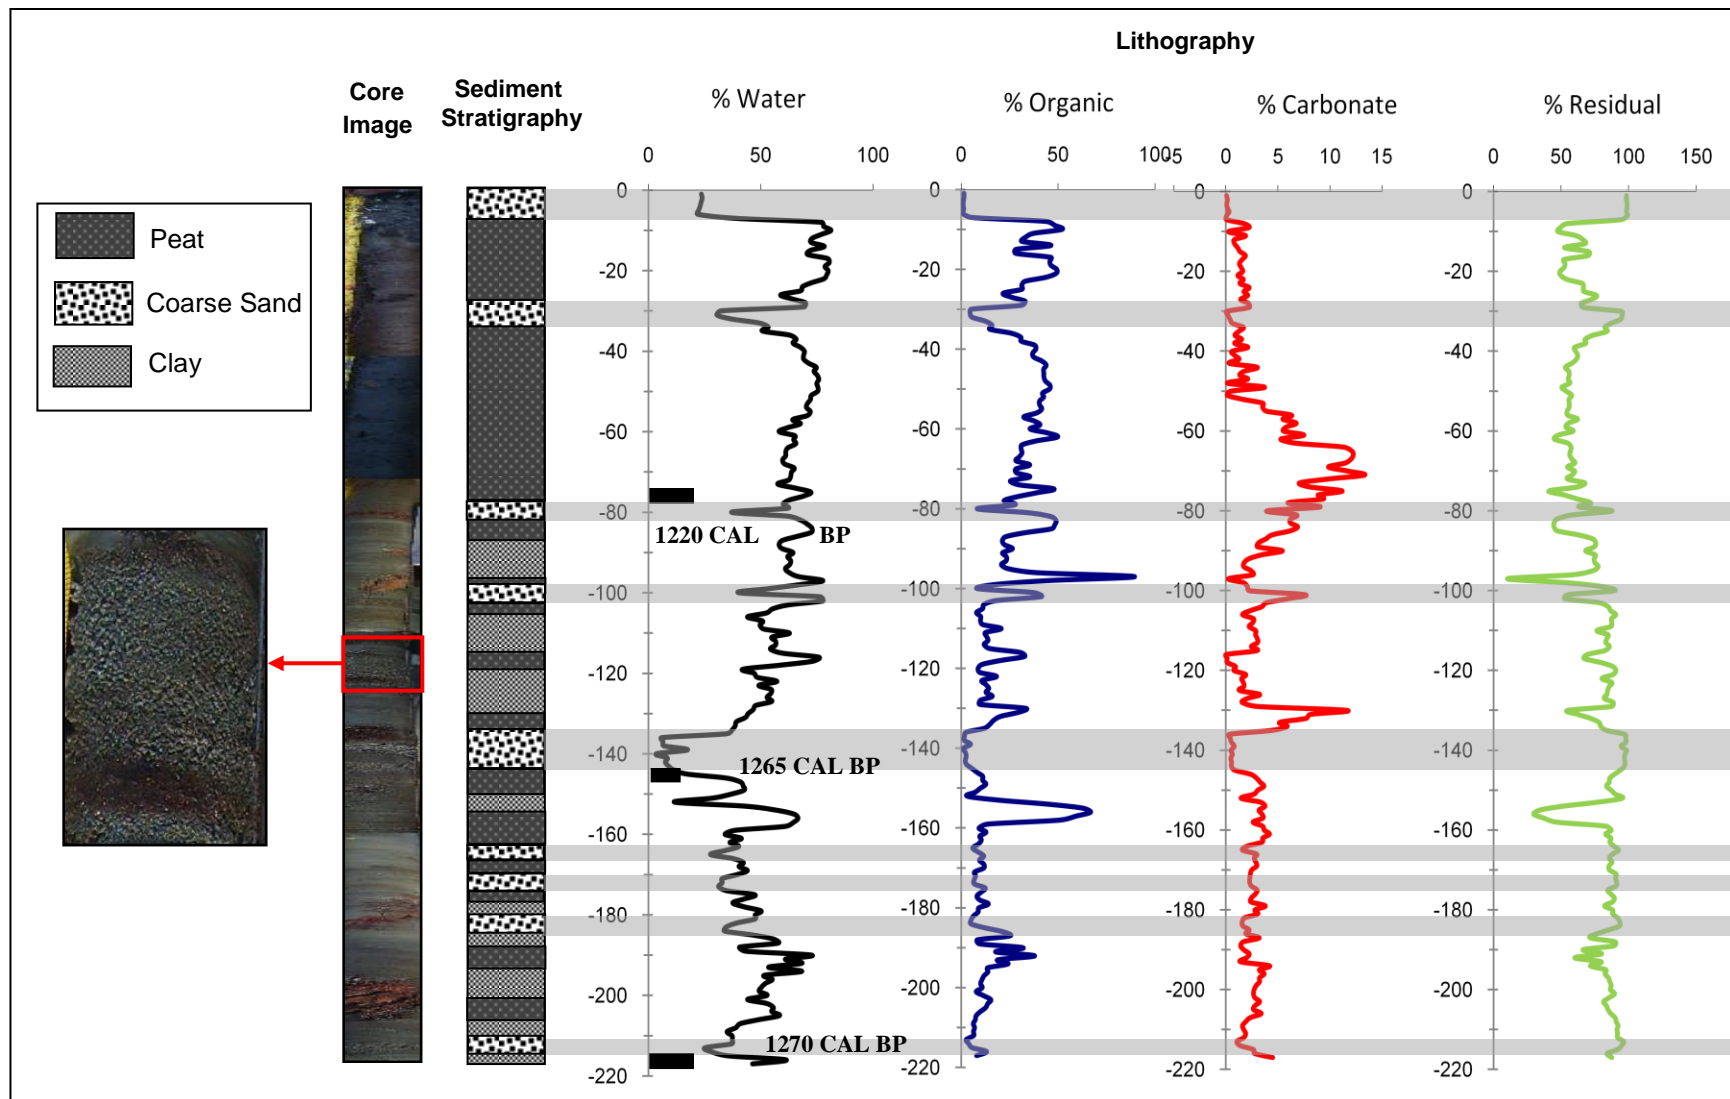 Lithography
Core
Image
Sediment
Stratigraphy
% Water
% Organic
% Carbonate
% Residual
0 50 100
0 50 100
-5 0 5 10 15
0 50 100 150
Peat
Coarse Sand
Clay
0 0 0 0
-20 -20 -20 -20
-40 -40 -40 -40
-60 -60 -60 -60
-80 -80 -80 -80
1220 CAL BP
-100 -100 -100 -100
-120 -120 -120 -120
-140 -140 -140 -140
1265 CAL BP
-160 -160 -160 -160
-180 -180 -180 -180
-200 -200 -200 -200
1270 CAL BP
-220 -220 -220 -220